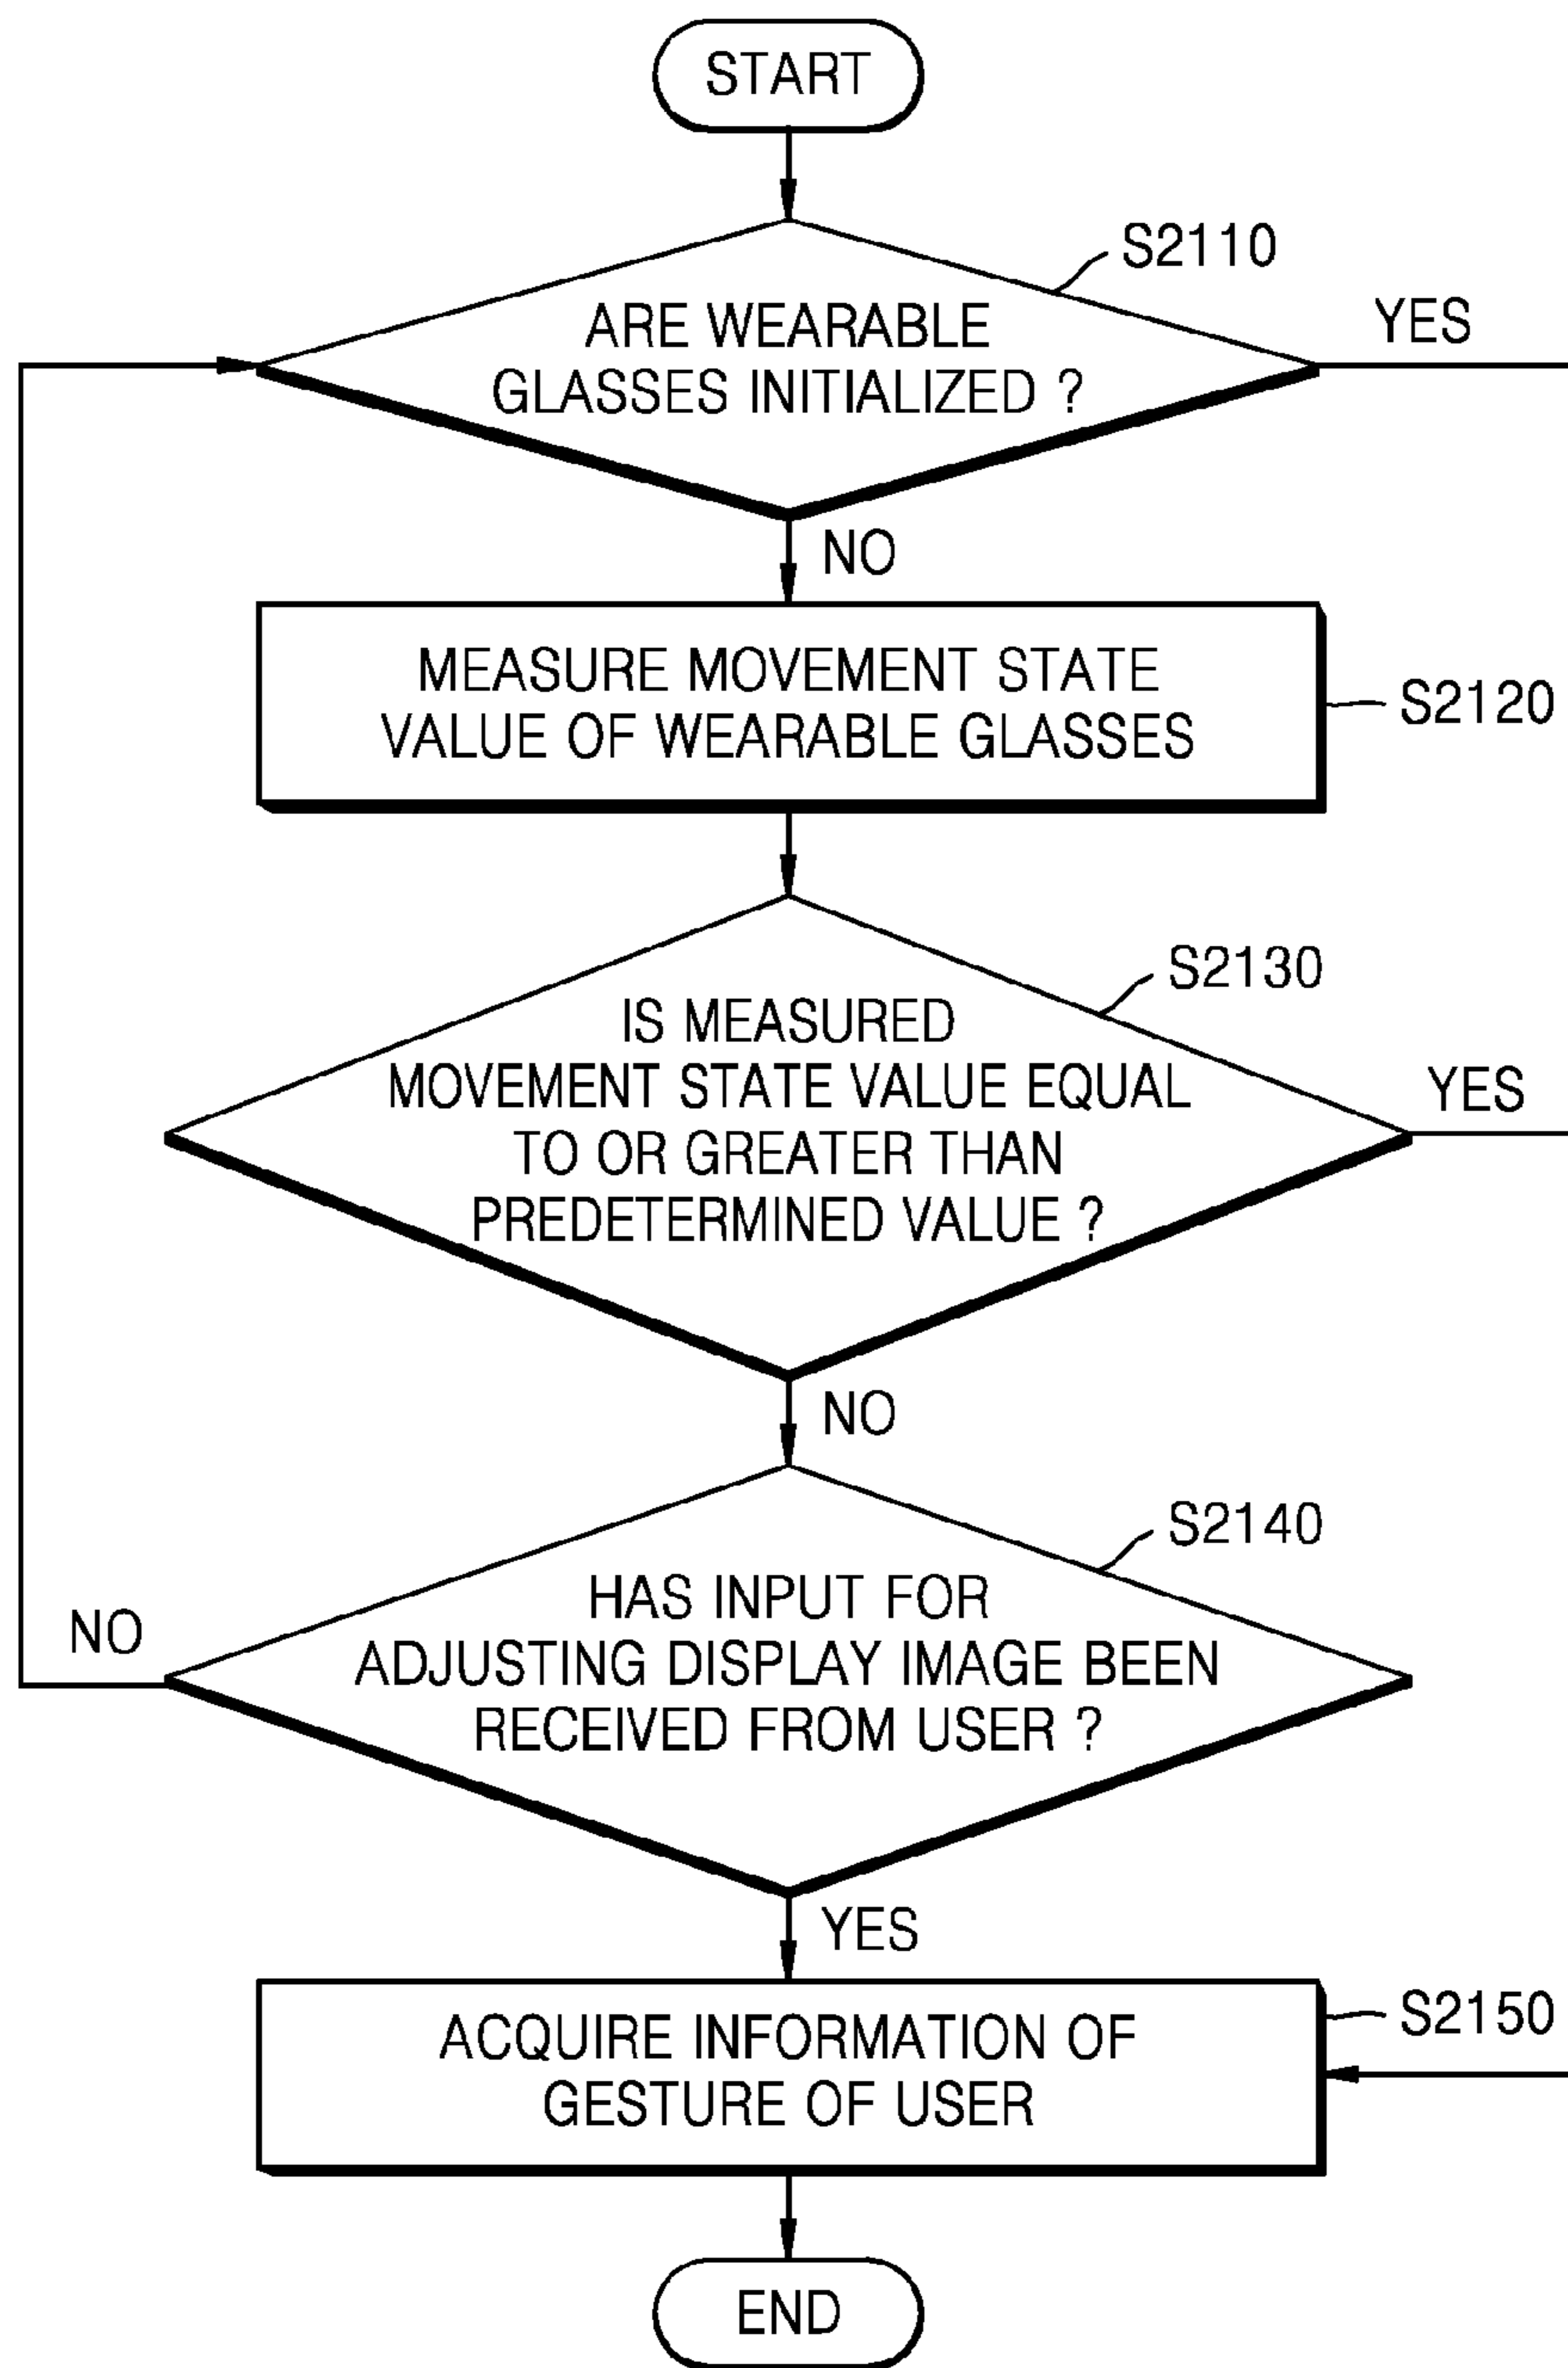 START
S2110
ARE WEARABLE
GLASSES INITIALIZED ?
YES
NO
MEASURE MOVEMENT STATE
VALUE OF WEARABLE GLASSES
S2120
S2130
IS MEASURED
MOVEMENT STATE VALUE EQUAL
TO OR GREATER THAN
PREDETERMINED VALUE ?
YES
NO
S2140
HAS INPUT FOR
ADJUSTING DISPLAY IMAGE BEEN
RECEIVED FROM USER ?
NO
YES
ACQUIRE INFORMATION OF
GESTURE OF USER
S2150
END